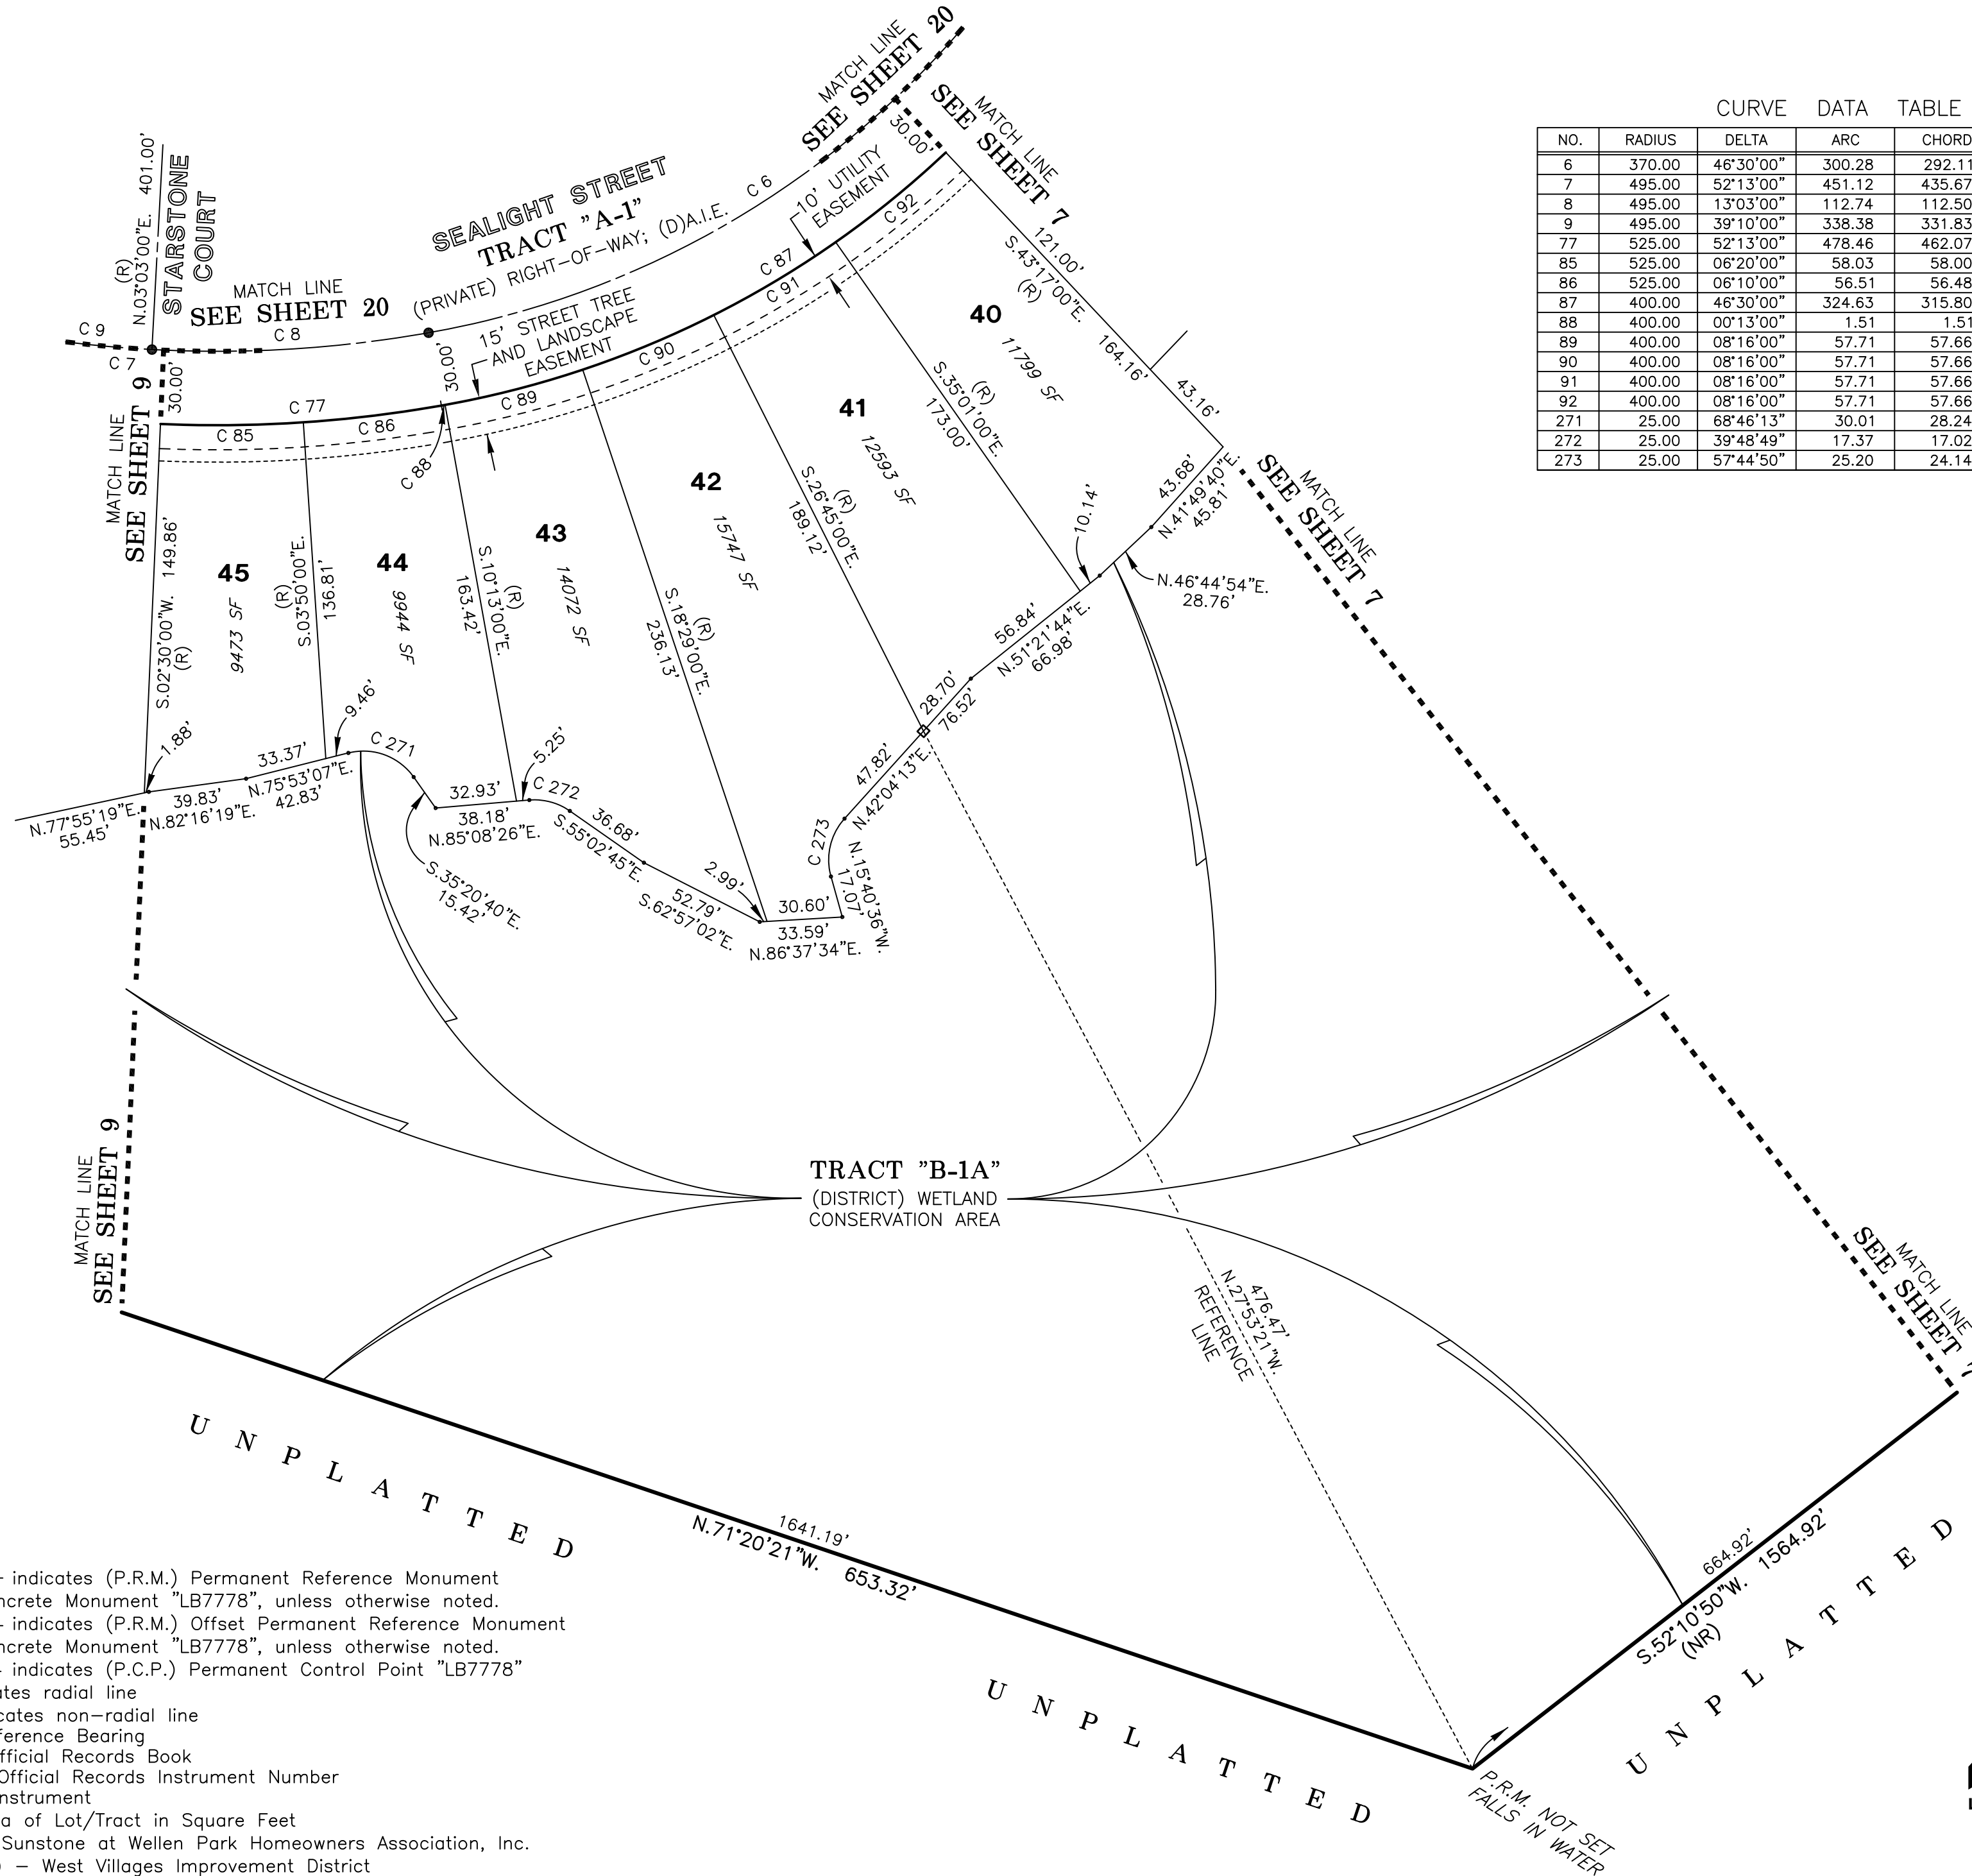 MATCH LINE
SEE SHEET 20
MATCH LINE
SEE SHEET 7
30.00'
CURVE DATA TABLE
NO. RADIUS DELTA ARC CHORD
6 370.00 46°30'00" 300.28 292.11
7 495.00 52°13'00" 451.12 435.67
8 495.00 13°03'00" 112.74 112.50
9 495.00 39°10'00" 338.38 331.83
77 525.00 52°13'00" 478.46 462.07
85 525.00 06°20'00" 58.03 58.00
86 525.00 06°10'00" 56.51 56.48
87 400.00 46°30'00" 324.63 315.80
88 400.00 00°13'00" 1.51 1.51
89 400.00 08°16'00" 57.71 57.66
90 400.00 08°16'00" 57.71 57.66
91 400.00 08°16'00" 57.71 57.66
92 400.00 08°16'00" 57.71 57.66
271 25.00 68°46'13" 30.01 28.24
272 25.00 39°48'49" 17.37 17.02
273 25.00 57°44'50" 25.20 24.14
(R)
N.03°03'00"E. 401.00'
STARSTONE
COURT
SEALIGHT STREET
TRACT "A-1"
(PRIVATE) RIGHT-OF-WAY; (D)A.I.E.
C 6
10' UTILITY
EASEMENT
MATCH LINE
SEE SHEET 20
C 9
C 7
C 8
30.00'
30.00'
15' STREET TREE
AND LANDSCAPE
EASEMENT
C 77
C 85
C 86
C 88
C 89
C 90
C 87
C 91
C 92
121.00'
S.43°17'00"E.
(R)
164.16'
43.16'
MATCH LINE
SEE SHEET 9
MATCH LINE
SEE SHEET 7
40
11799 SF
41
12593 SF
42
15747 SF
43
14072 SF
44
9944 SF
45
9473 SF
S.02°30'00"W. 149.86'
(R)
(R)
S.03°50'00"E.
136.81'
(R)
S.10°13'00"E.
163.42'
(R)
S.18°29'00"E.
236.13'
(R)
S.26°45'00"E.
189.12'
(R)
S.35°01'00"E.
173.00'
43.68'
N.41°49'40"E.
45.81'
10.14'
N.46°44'54"E.
28.76'
56.84'
N.51°21'44"E.
66.98'
28.70'
76.52'
47.82'
N.42°04'13"E.
1.88'
33.37'
9.46'
C 271
N.77°55'19"E.
55.45'
39.83'
N.82°16'19"E.
N.75°53'07"E.
42.83'
S.35°20'40"E.
15.42'
32.93'
38.18'
N.85°08'26"E.
5.25'
C 272
36.68'
S.55°02'45"E.
52.79'
S.62°57'02"E.
2.99'
30.60'
33.59'
N.86°37'34"E.
C 273
N.15°40'36"W.
17.07'
MATCH LINE
SEE SHEET 9
TRACT "B-1A"
(DISTRICT) WETLAND
CONSERVATION AREA
476.47'
N.27°53'21"W.
REFERENCE
LINE
MATCH LINE
SEE SHEET 7
UNPLATTED
1641.19'
N.71°20'21"W. 653.32'
UNPLATTED
664.92'
S.52°10'50"W. 1564.92'
(NR)
UNPLATTED
P.R.M. NOT SET
FALLS IN WATER
indicates (P.R.M.) Permanent Reference Monument
Monument "LB7778", unless otherwise noted.
indicates (P.R.M.) Offset Permanent Reference Monument
Monument "LB7778", unless otherwise noted.
indicates (P.C.P.) Permanent Control Point "LB7778"
radial line
non-radial line
Bearing
Records Book
Official Records Instrument Number
of Lot/Tract in Square Feet
Sunstone at Wellen Park Homeowners Association, Inc.
– West Villages Improvement District